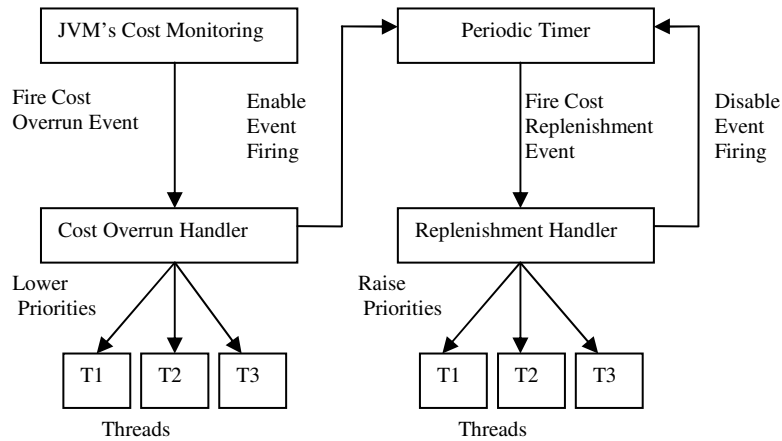 JVM's Cost Monitoring
Periodic Timer
Fire Cost
Overrun Event
Enable
Event
Firing
Fire Cost
Replenishment
Event
Disable
Event
Firing
Cost Overrun Handler
Replenishment Handler
Lower
Priorities
Raise
Priorities
T1
T2
T3
T1
T2
T3
Threads
Threads